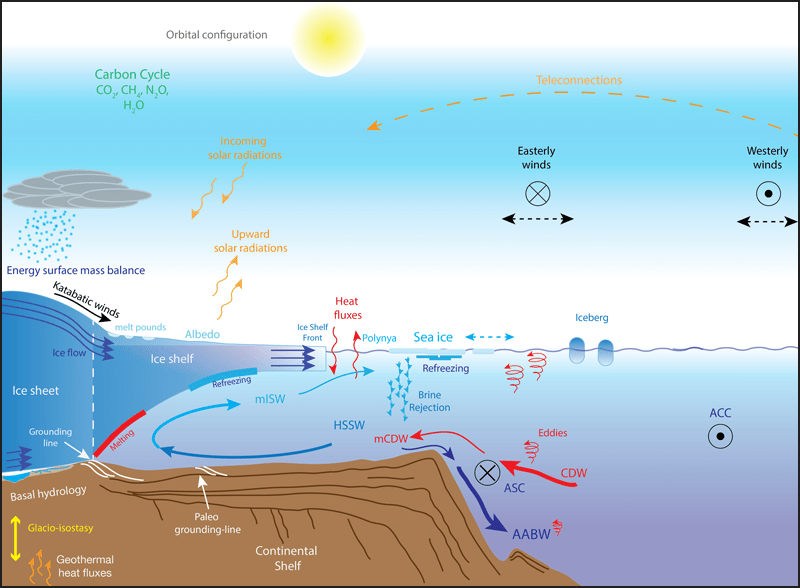 Orbital configuration
Carbon Cycle
CO₂, CH₄, N₂O,
H₂O
Teleconnections
Incoming
solar radiations
Easterly
winds
Westerly
winds
Upward
solar radiations
Energy surface mass balance
Katabatic winds
melt pounds
Albedo
Ice Shelf
Front
Heat
fluxes
Polynya
Sea ice
Iceberg
Ice flow
Ice shelf
Refreezing
Refreezing
Ice sheet
mISW
Brine
Rejection
Melting
Grounding
line
HSSW
mCDW
Eddies
ACC
CDW
ASC
Basal hydrology
Paleo
grounding-line
AABW
Glacio-isostasy
Geothermal
heat fluxes
Continental
Shelf